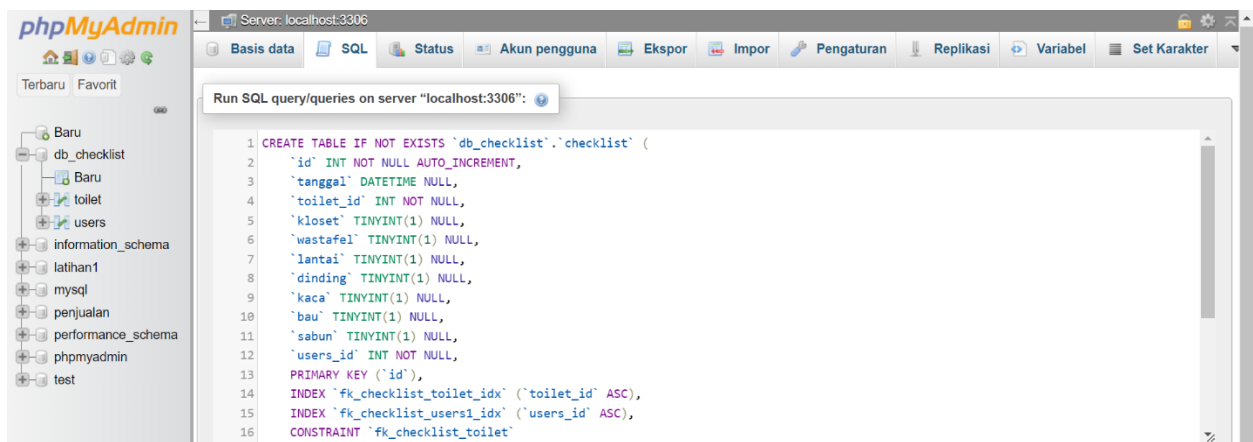 phpMyAdmin
Terbaru Favorit
Baru
db_checklist
Baru
toilet
users
information_schema
latihan1
mysql
penjualan
performance_schema
phpmyadmin
test
Server: localhost:3306
Basis data SQL Status Akun pengguna Ekspor Impor Pengaturan Replikasi Variabel Set Karakter
Run SQL query/queries on server “localhost:3306”:
1 CREATE TABLE IF NOT EXISTS `db_checklist`.`checklist` (
2 `id` INT NOT NULL AUTO_INCREMENT,
3 `tanggal` DATETIME NULL,
4 `toilet_id` INT NOT NULL,
5 `kloset` TINYINT(1) NULL,
6 `wastafel` TINYINT(1) NULL,
7 `lantai` TINYINT(1) NULL,
8 `dinding` TINYINT(1) NULL,
9 `kaca` TINYINT(1) NULL,
10 `bau` TINYINT(1) NULL,
11 `sabun` TINYINT(1) NULL,
12 `users_id` INT NOT NULL,
13 PRIMARY KEY (`id`),
14 INDEX `fk_checklist_toilet_idx` (`toilet_id` ASC),
15 INDEX `fk_checklist_users1_idx` (`users_id` ASC),
16 CONSTRAINT `fk_checklist_toilet`